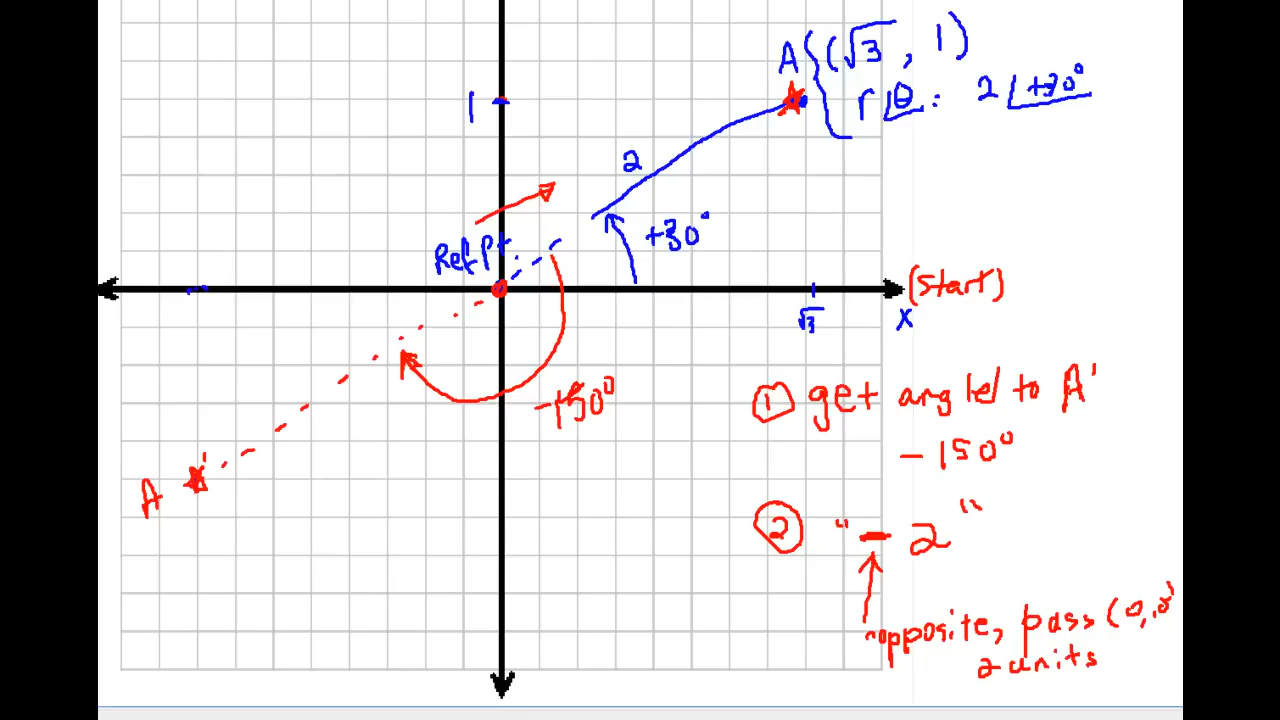 A (√3, 1)
r∠θ : 2∠+30°
1
2
+30°
Ref Pt.
(Start)
√3
x
-150°
① get angle to A'
-150°
A'
② " - 2 "
opposite, pass (0,0)
2 units